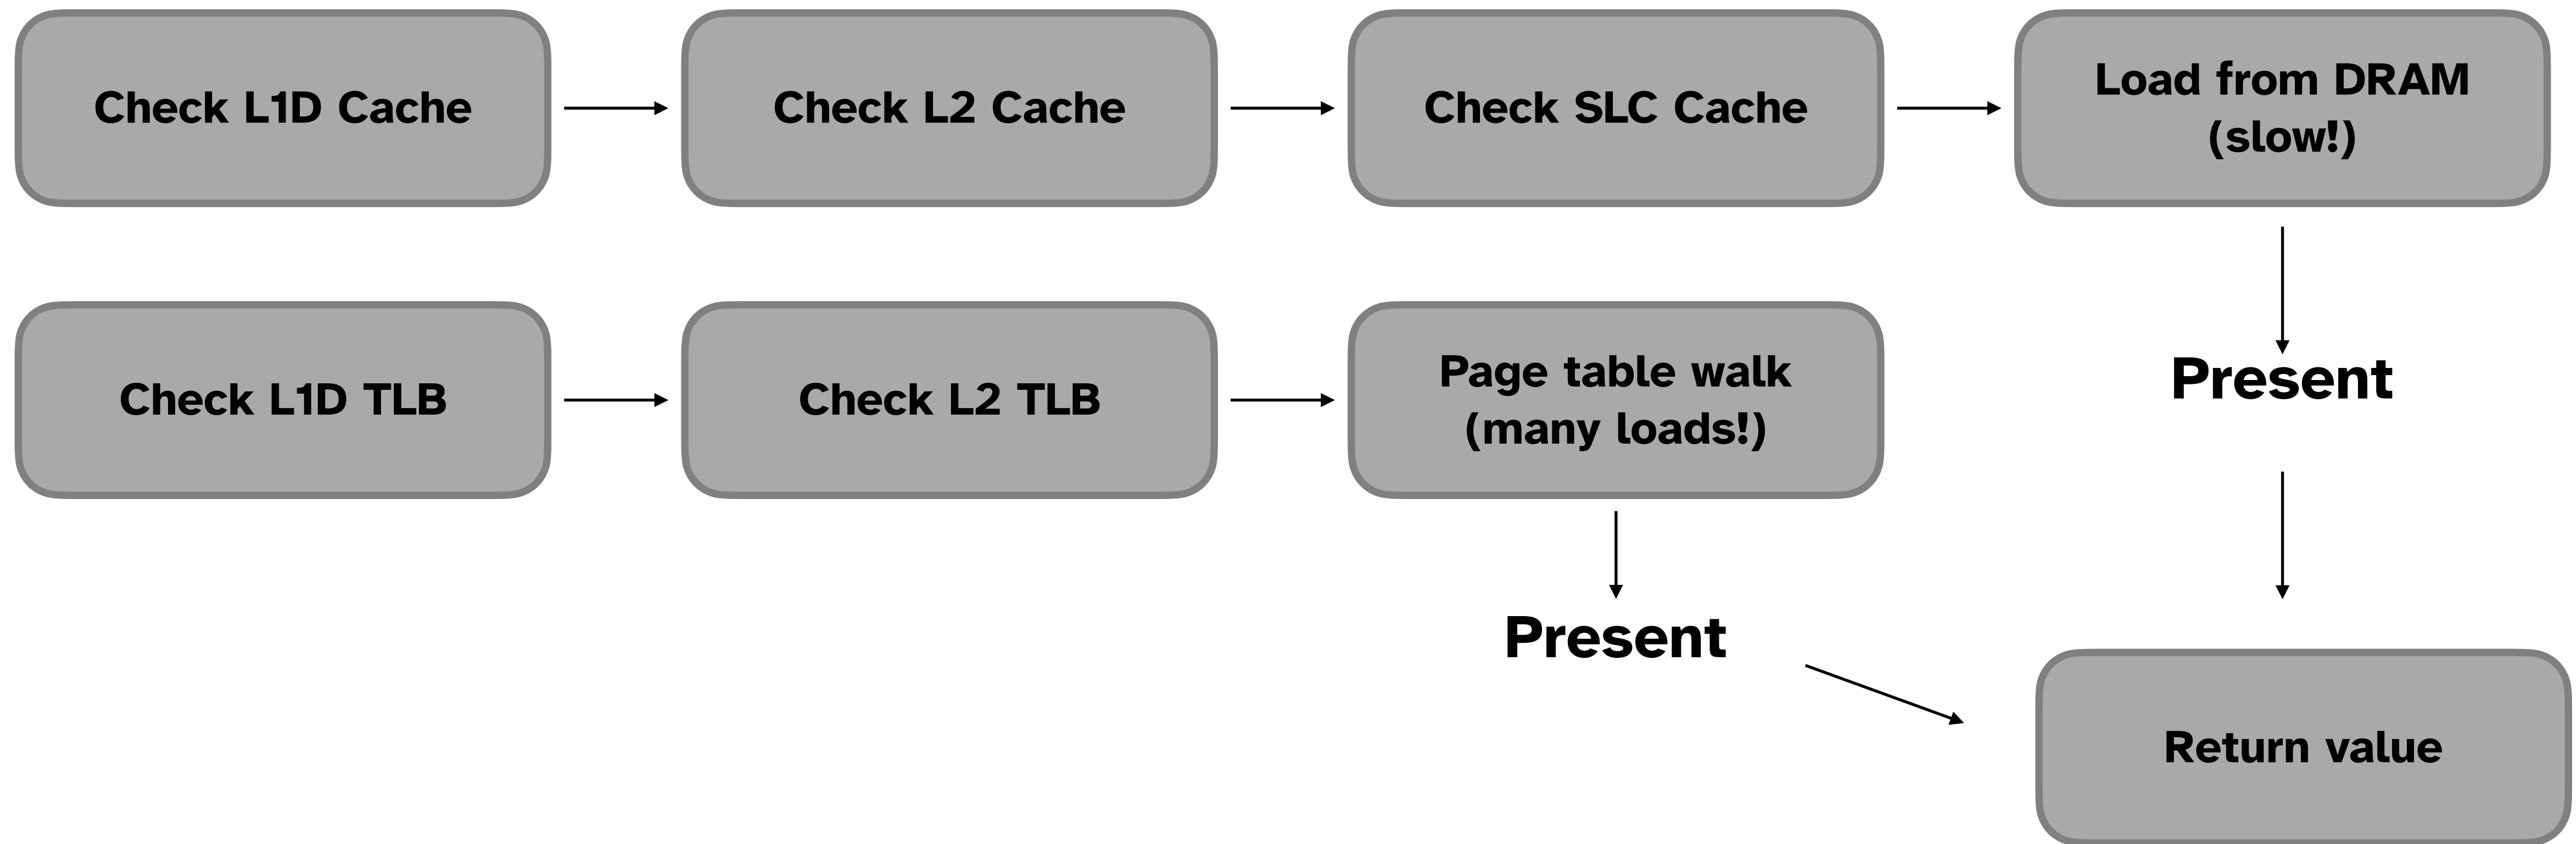 Check L1D Cache
Check L2 Cache
Check SLC Cache
Load from DRAM
(slow!)
Check L1D TLB
Check L2 TLB
Page table walk
(many loads!)
Present
Present
Return value